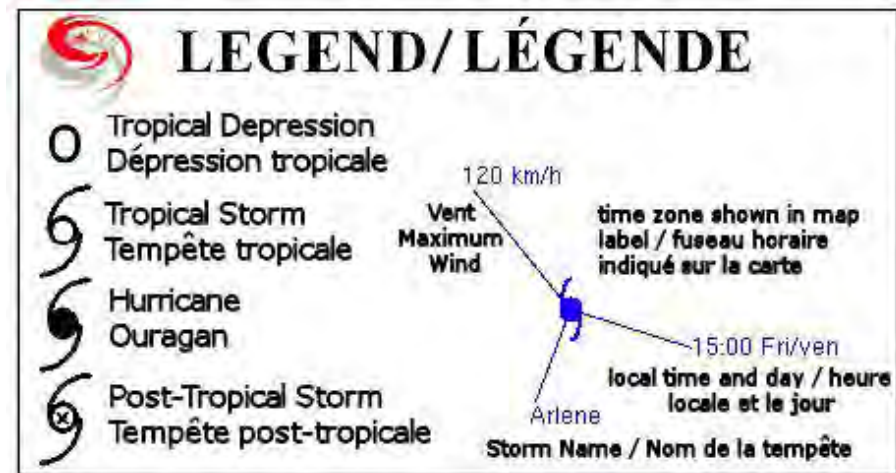 LEGEND/LÉGENDE
Tropical Depression
Dépression tropicale
Tropical Storm
Tempête tropicale
Hurricane
Ouragan
Post-Tropical Storm
Tempête post-tropicale
120 km/h
Vent
Maximum
Wind
time zone shown in map
label / fuseau horaire
indiqué sur la carte
15:00 Fri/ven
local time and day / heure
locale et le jour
Arlene
Storm Name / Nom de la tempête